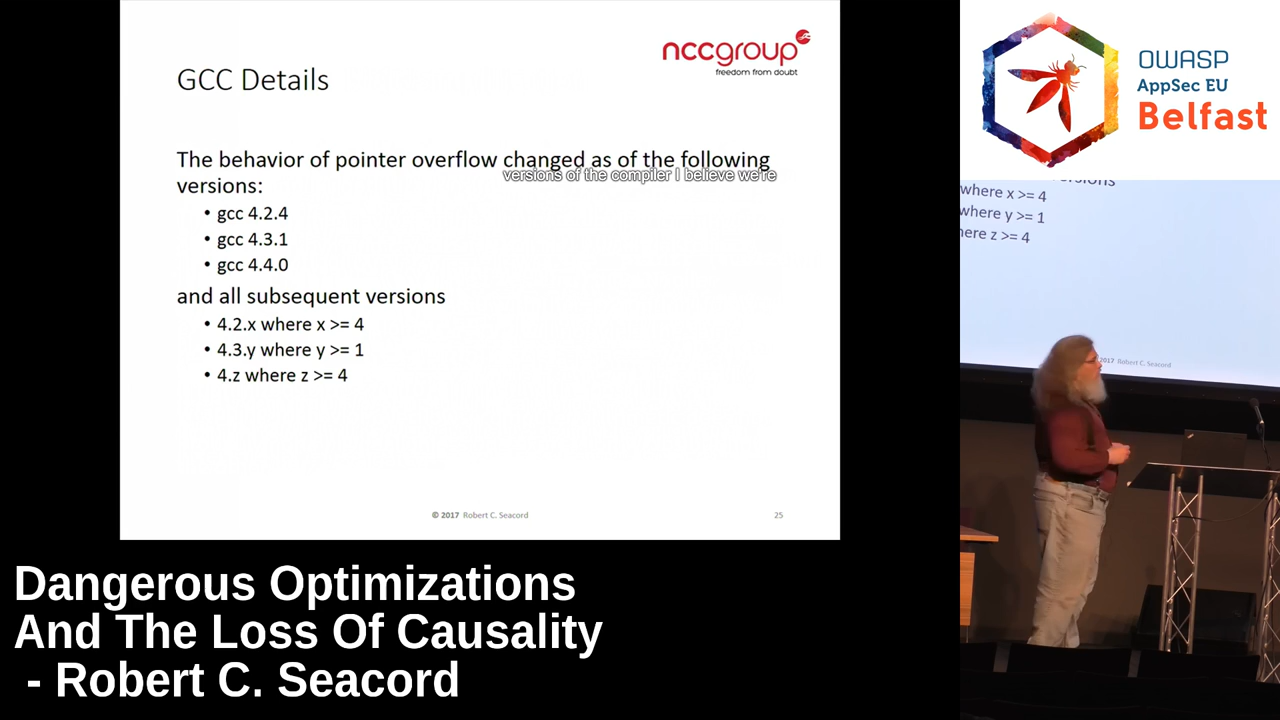 nccgroup
freedom from doubt
GCC Details
The behavior of pointer overflow changed as of the following
versions:
versions of the compiler I believe we're
• gcc 4.2.4
• gcc 4.3.1
• gcc 4.4.0
and all subsequent versions
• 4.2.x where x >= 4
• 4.3.y where y >= 1
• 4.z where z >= 4
© 2017 Robert C. Seacord
25
OWASP
AppSec EU
Belfast
where x >= 4
where y >= 1
here z >= 4
2017 Robert C. Seacord
Dangerous Optimizations
And The Loss Of Causality
- Robert C. Seacord